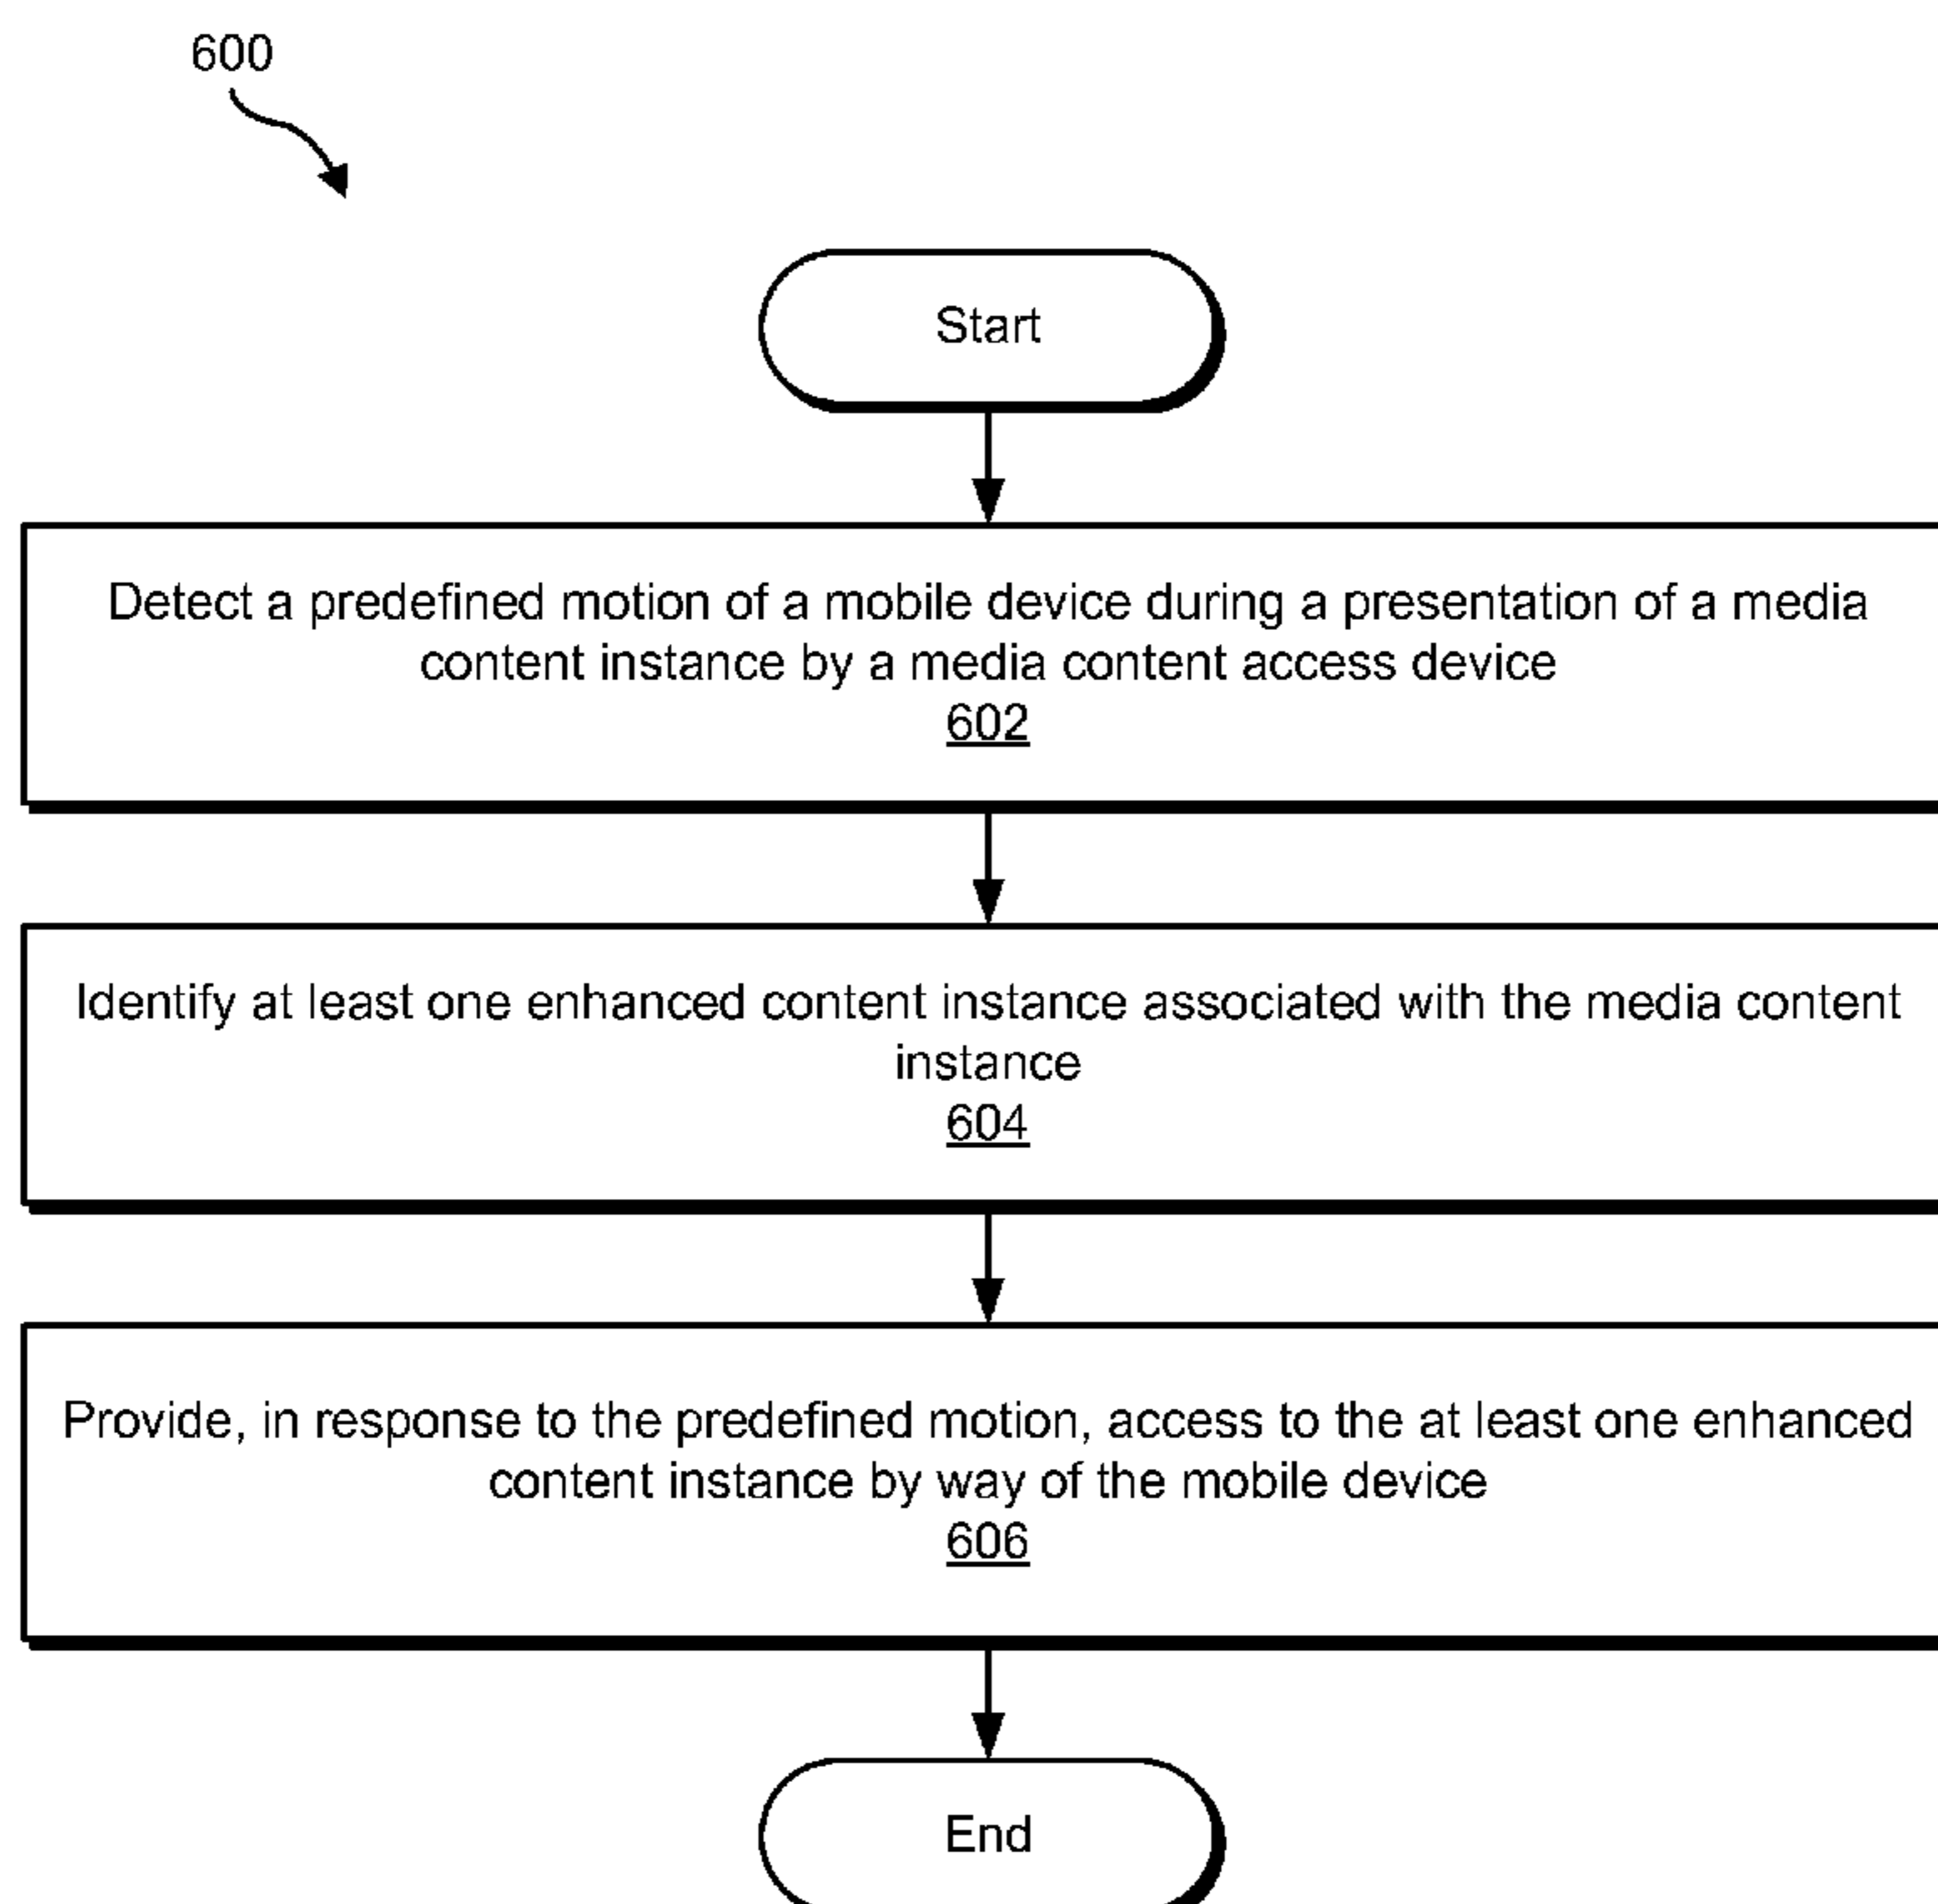 600
Start
Detect a predefined motion of a mobile device during a presentation of a media
content instance by a media content access device
602
Identify at least one enhanced content instance associated with the media content
instance
604
Provide, in response to the predefined motion, access to the at least one enhanced
content instance by way of the mobile device
606
End